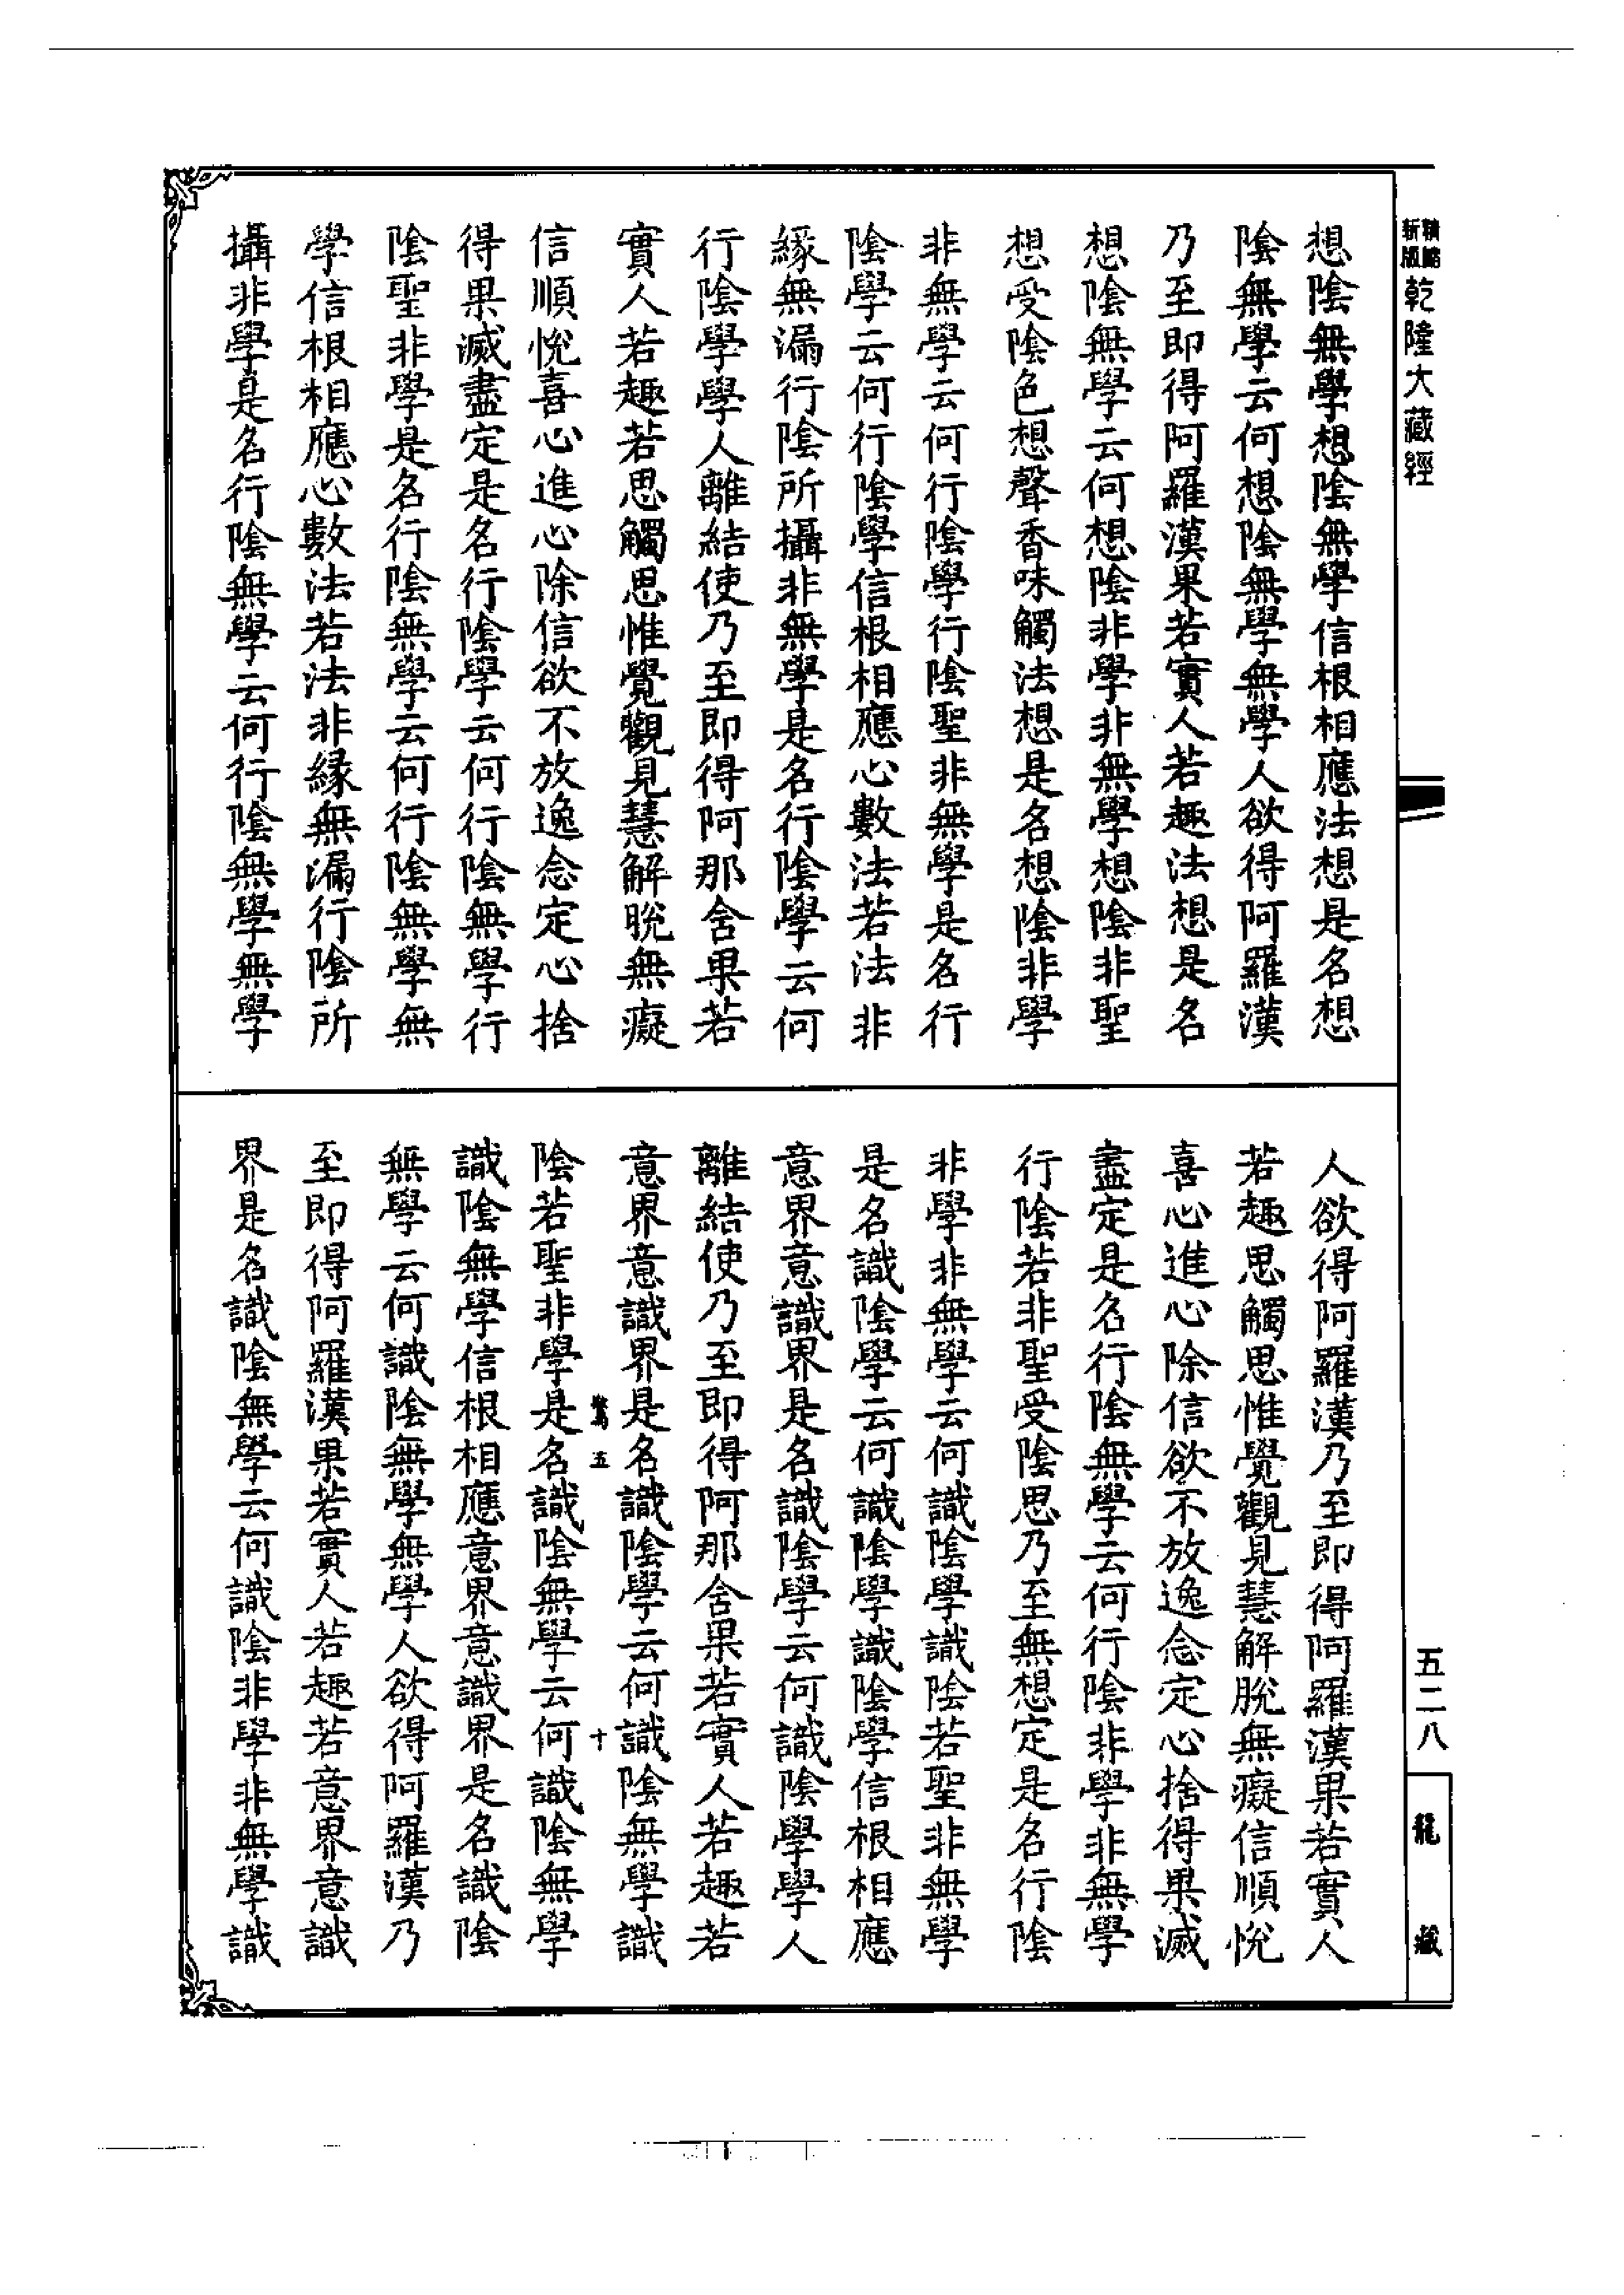 新版
精縮
乾隆大藏經
想陰無學想陰無學信根相應法想是名想
陰無學云何想陰無學無學人欲得阿羅漢
乃至即得阿羅漢果若實人若趣法想是名
想陰無學云何想陰非學非無學想陰非聖
想受陰色想聲香味觸法想是名想陰非學
非無學云何行陰學行陰聖非無學是名行
陰學云何行陰學信根相應心數法若法非
緣無漏行陰所攝非無學是名行陰學云何
行陰學學人離結使乃至即得阿那舍果若
實人若趣若思觸思惟覺觀見慧解脫無癡
信順悅喜心進心除信欲不放逸念定心捨
得果滅盡定是名行陰學云何行陰無學行
陰聖非學是名行陰無學云何行陰無學無
學信根相應心數法若法非緣無漏行陰所
攝非學是名行陰無學云何行陰無學無學
人欲得阿羅漢乃至即得阿羅漢果若實人
若趣思觸思惟覺觀見慧解脫無癡信順悅
喜心進心除信欲不放逸念定心捨得果滅
盡定是名行陰無學云何行陰非學非無學
行陰若非聖受陰思乃至無想定是名行陰
非學非無學云何識陰學識陰若聖非無學
是名識陰學云何識陰學識陰學信根相應
意界意識界是名識陰學云何識陰學學人
離結使乃至即得阿那舍果若實人若趣若
意界意識界是名識陰學云何識陰無學識
五
十
陰若聖非學是名識陰無學云何識陰無學
識陰無學信根相應意界意識界是名識陰
無學云何識陰無學無學人欲得阿羅漢乃
至即得阿羅漢果若實人若趣若意界意識
界是名識陰無學云何識陰非學非無學識
五二八
龍藏